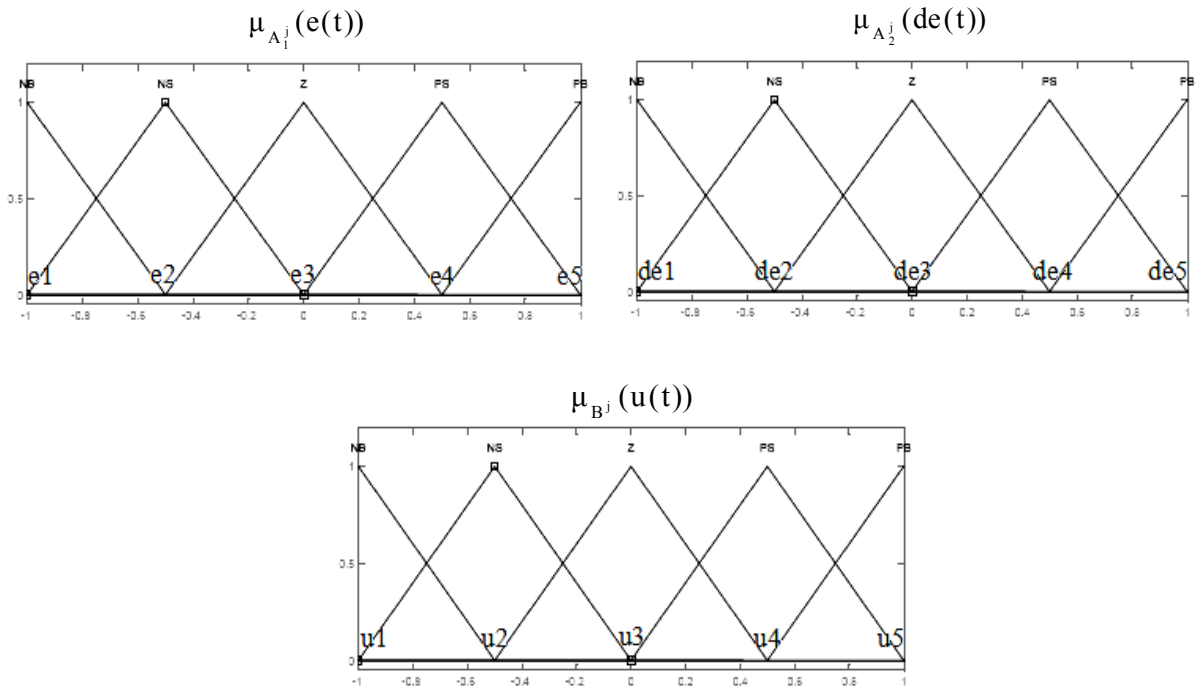 μ_{A_1^j}(e(t))
μ_{A_2^j}(de(t))
NB NS Z PS PB
1
0.5
0
e1 e2 e3 e4 e5
-1 -0.8 -0.6 -0.4 -0.2 0 0.2 0.4 0.6 0.8 1
NB NS Z PS PB
1
0.5
0
de1 de2 de3 de4 de5
-1 -0.8 -0.6 -0.4 -0.2 0 0.2 0.4 0.6 0.8 1
μ_{B^j}(u(t))
NB NS Z PS PB
1
0.5
0
u1 u2 u3 u4 u5
-1 -0.8 -0.6 -0.4 -0.2 0 0.2 0.4 0.6 0.8 1